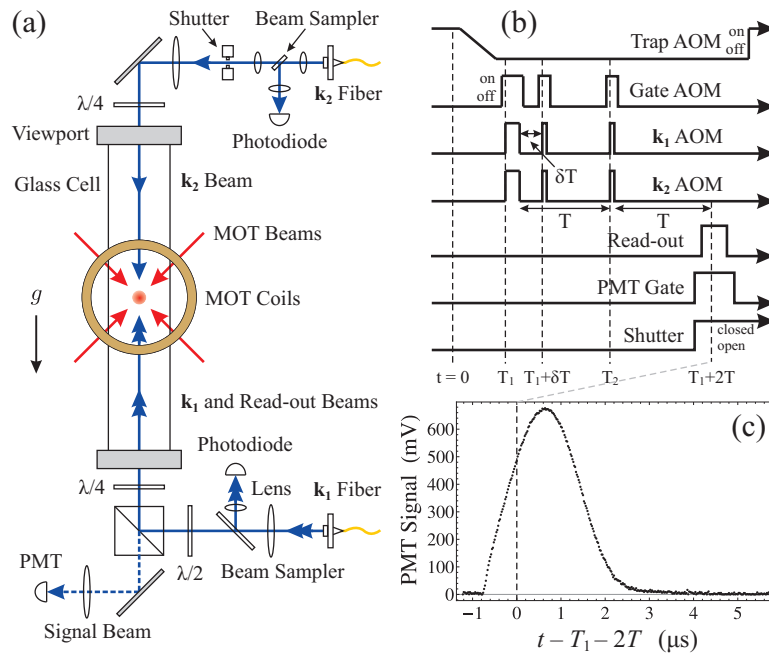 (a)
Shutter
Beam Sampler
k₂ Fiber
Photodiode
λ/4
Viewport
Glass Cell
k₂ Beam
MOT Beams
MOT Coils
g
k₁ and Read-out Beams
Photodiode
λ/4
Lens
k₁ Fiber
λ/2
Beam Sampler
PMT
Signal Beam
(b)
on
off
Trap AOM
on
off
Gate AOM
k₁ AOM
δT
k₂ AOM
T
T
Read-out
PMT Gate
Shutter
closed
open
t = 0
T₁
T₁+δT
T₂
T₁+2T
(c)
PMT Signal (mV)
600
500
400
300
200
100
0
−1
0
1
2
3
4
5
t − T₁ − 2T (μs)